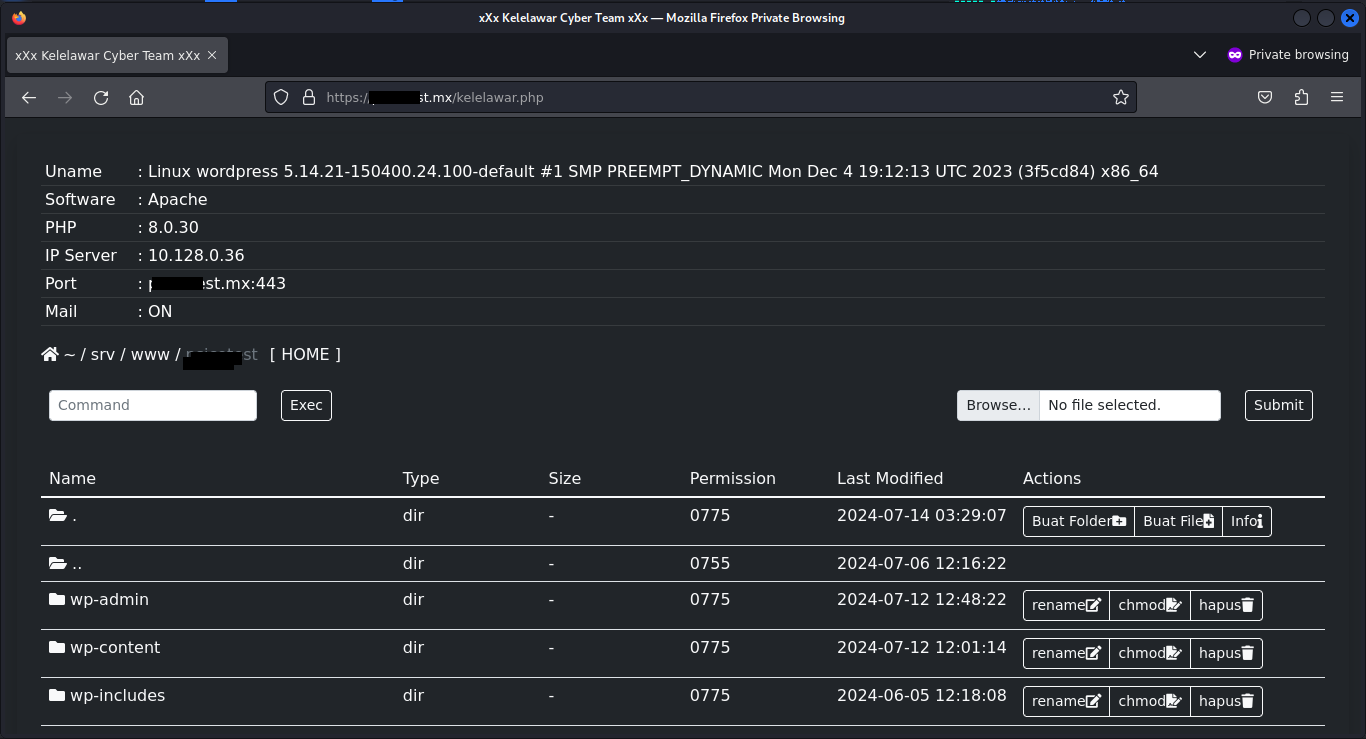 xXx Kelelawar Cyber Team xXx — Mozilla Firefox Private Browsing
xXx Kelelawar Cyber Team xXx
Private browsing
https:// st.mx/kelelawar.php
Uname : Linux wordpress 5.14.21-150400.24.100-default #1 SMP PREEMPT_DYNAMIC Mon Dec 4 19:12:13 UTC 2023 (3f5cd84) x86_64
Software : Apache
PHP : 8.0.30
IP Server : 10.128.0.36
Port : p est.mx:443
Mail : ON
~ / srv / www / st [ HOME ]
Command Exec Browse... No file selected. Submit
Name Type Size Permission Last Modified Actions
. dir - 0775 2024-07-14 03:29:07 Buat Folder Buat File Info
.. dir - 0755 2024-07-06 12:16:22
wp-admin dir - 0775 2024-07-12 12:48:22 rename chmod hapus
wp-content dir - 0775 2024-07-12 12:01:14 rename chmod hapus
wp-includes dir - 0775 2024-06-05 12:18:08 rename chmod hapus